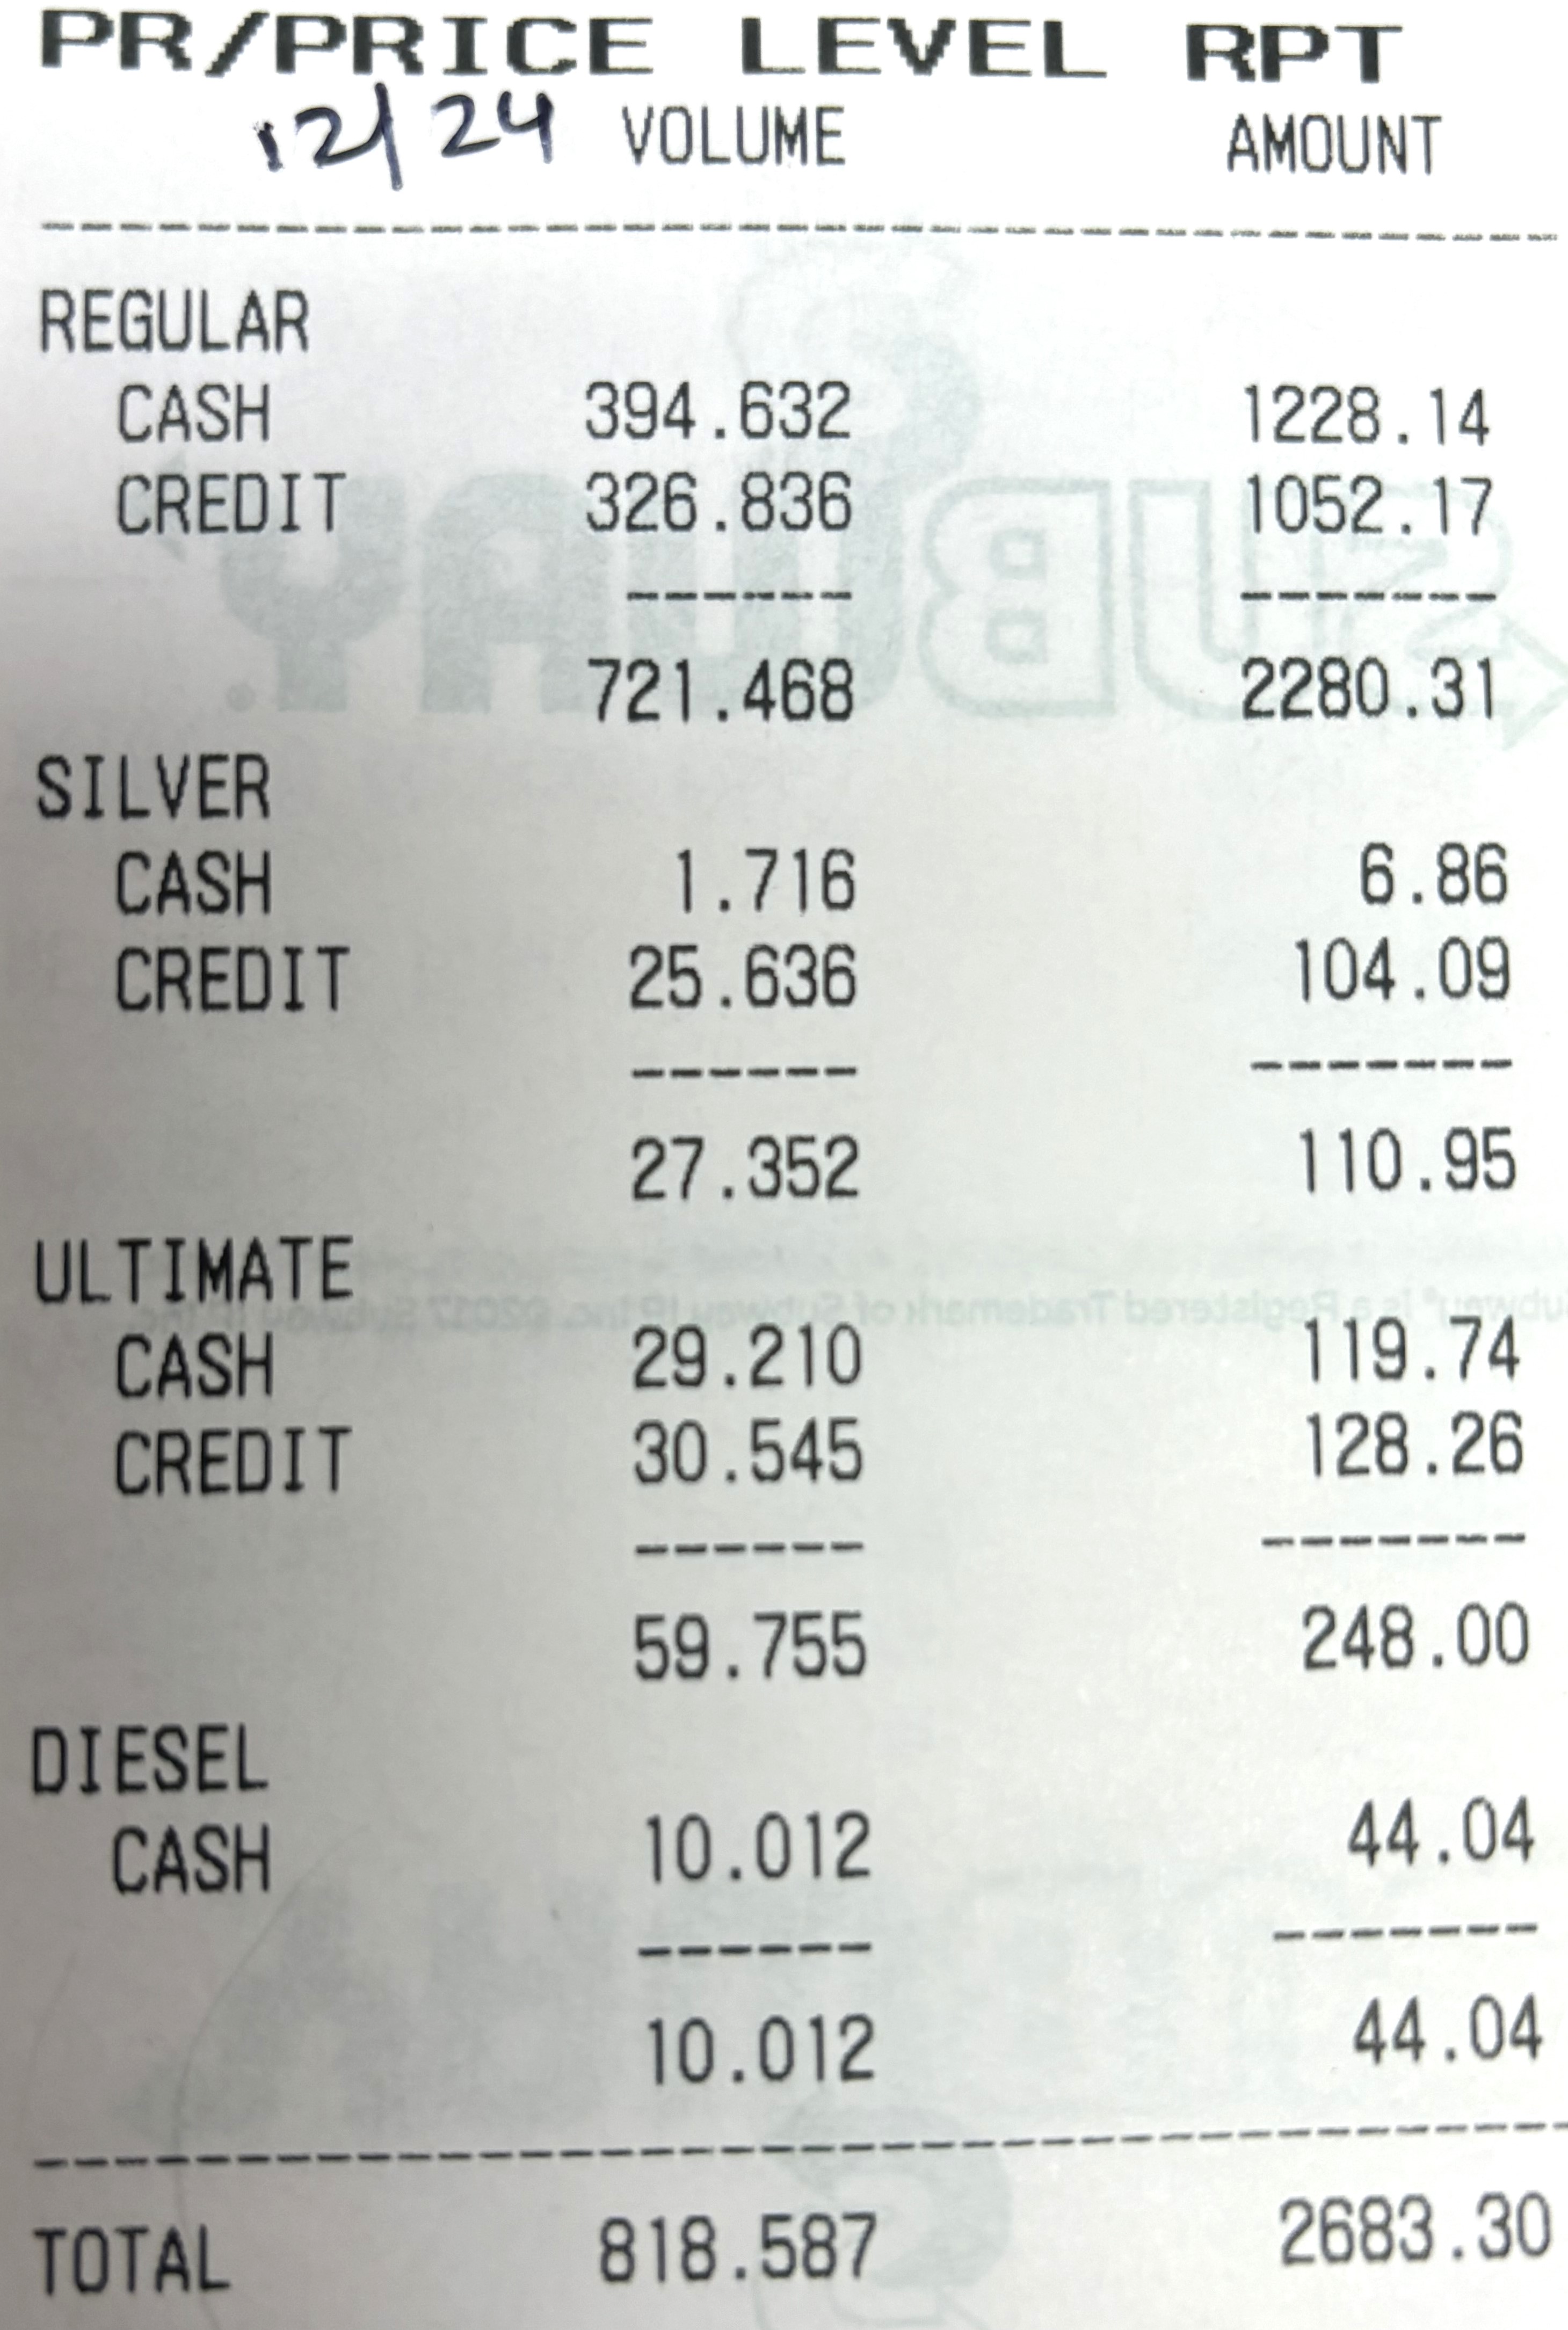 PR/PRICE LEVEL RPT
12/24 VOLUME AMOUNT
REGULAR
CASH 394.632 1228.14
CREDIT 326.836 1052.17
721.468 2280.31
SILVER
CASH 1.716 6.86
CREDIT 25.636 104.09
27.352 110.95
ULTIMATE
Subway® is a Registered Trademark of Subway IP Inc. ©2017 Subway IP Inc.
CASH 29.210 119.74
CREDIT 30.545 128.26
59.755 248.00
DIESEL
CASH 10.012 44.04
10.012 44.04
TOTAL 818.587 2683.30
SUBWAY